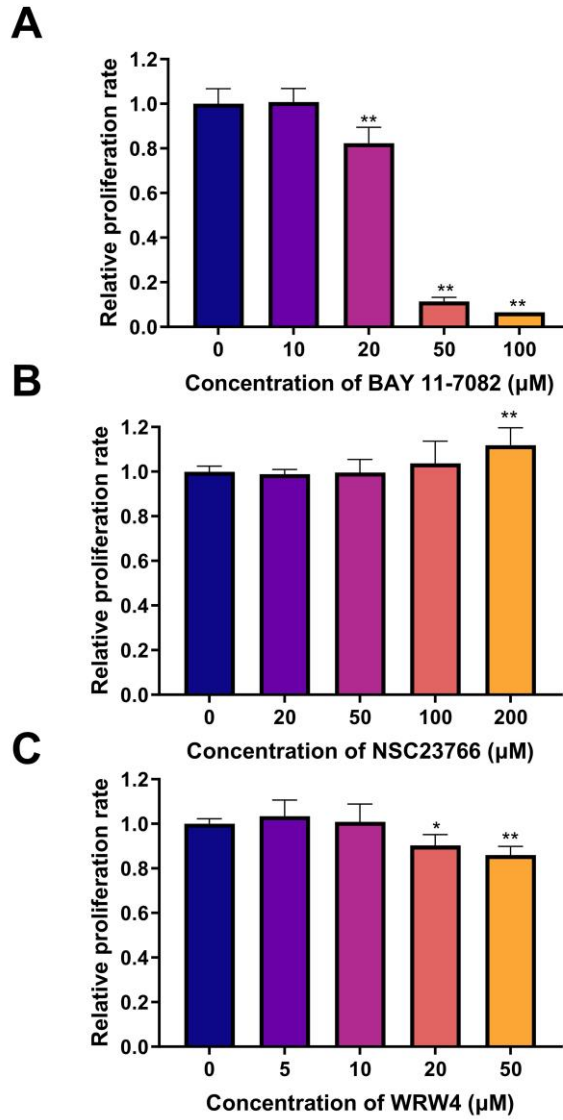 A
Relative proliferation rate
1.2
1.0
0.8
0.6
0.4
0.2
0.0
**
**
**
0 10 20 50 100
Concentration of BAY 11-7082 (μM)
B
Relative proliferation rate
1.2
1.0
0.8
0.6
0.4
0.2
0.0
**
0 20 50 100 200
Concentration of NSC23766 (μM)
C
Relative proliferation rate
1.2
1.0
0.8
0.6
0.4
0.2
0.0
*
**
0 5 10 20 50
Concentration of WRW4 (μM)